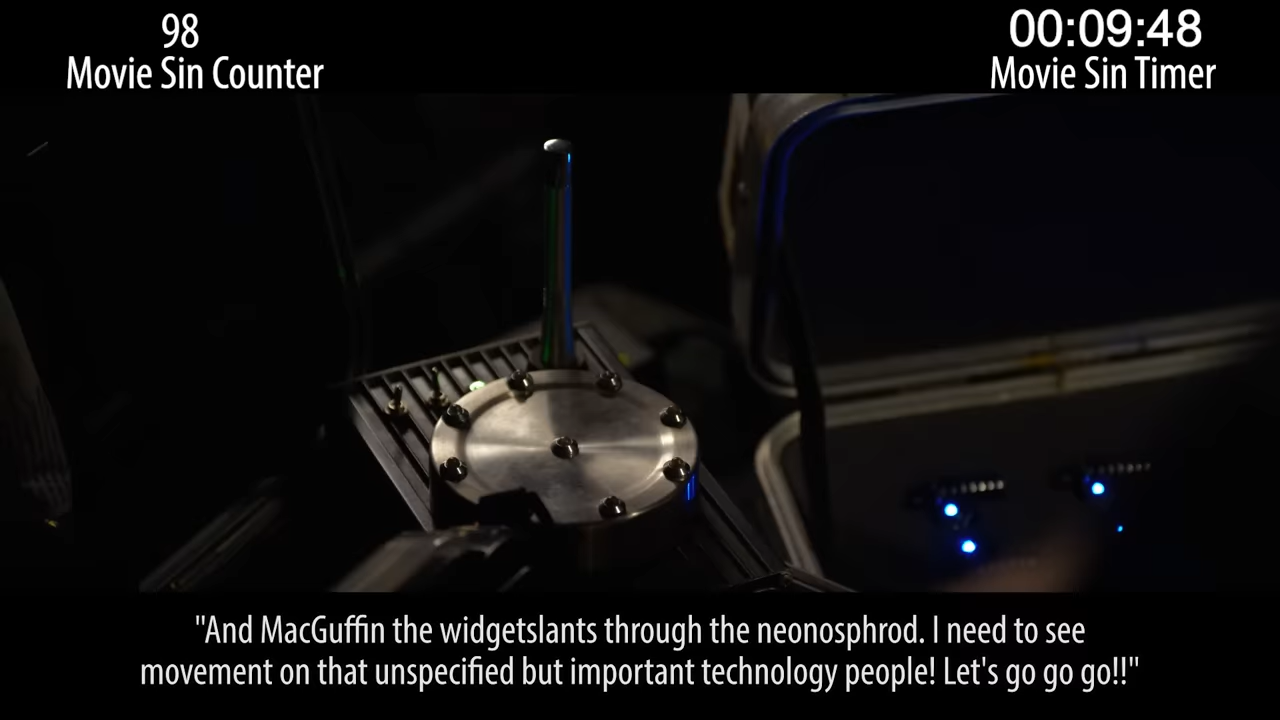 98
Movie Sin Counter
00:09:48
Movie Sin Timer
"And MacGuffin the widgetslants through the neonosphrod. I need to see
movement on that unspecified but important technology people! Let's go go go!!"